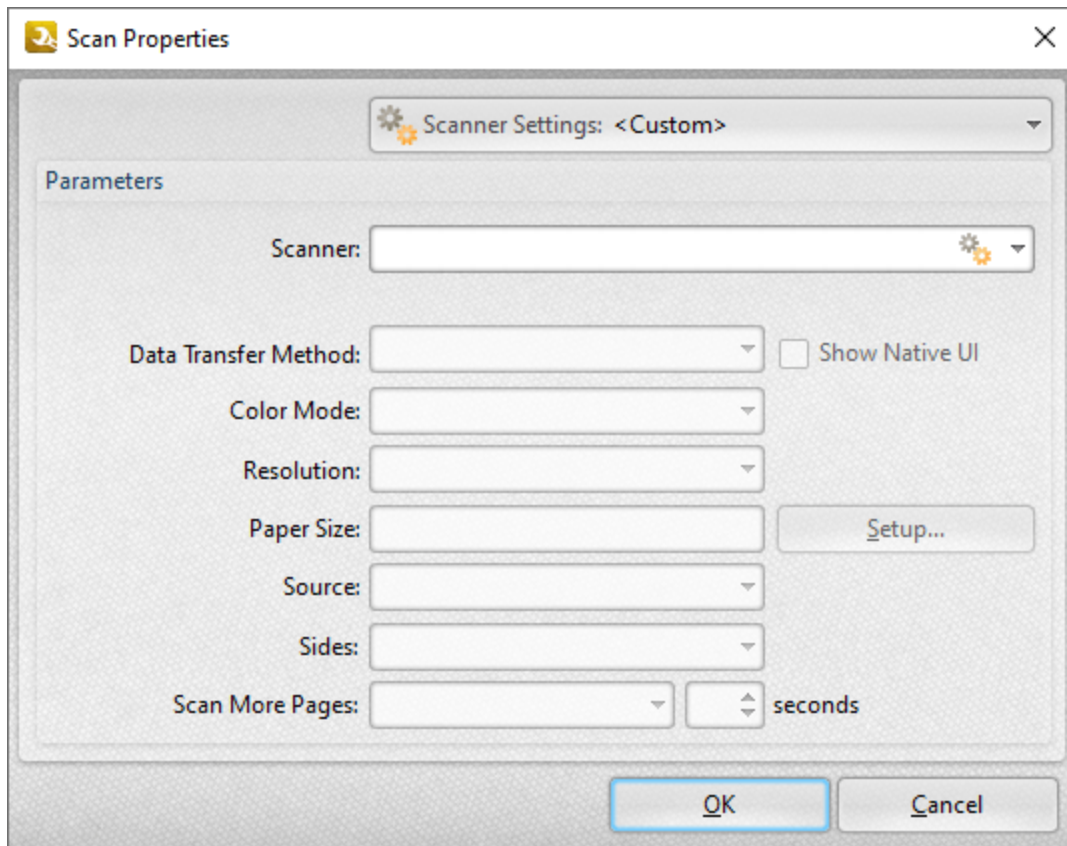 Scan Properties
Scanner Settings: <Custom>
Parameters
Scanner:
Data Transfer Method:
Show Native UI
Color Mode:
Resolution:
Paper Size:
Setup...
Source:
Sides:
Scan More Pages:
seconds
OK
Cancel